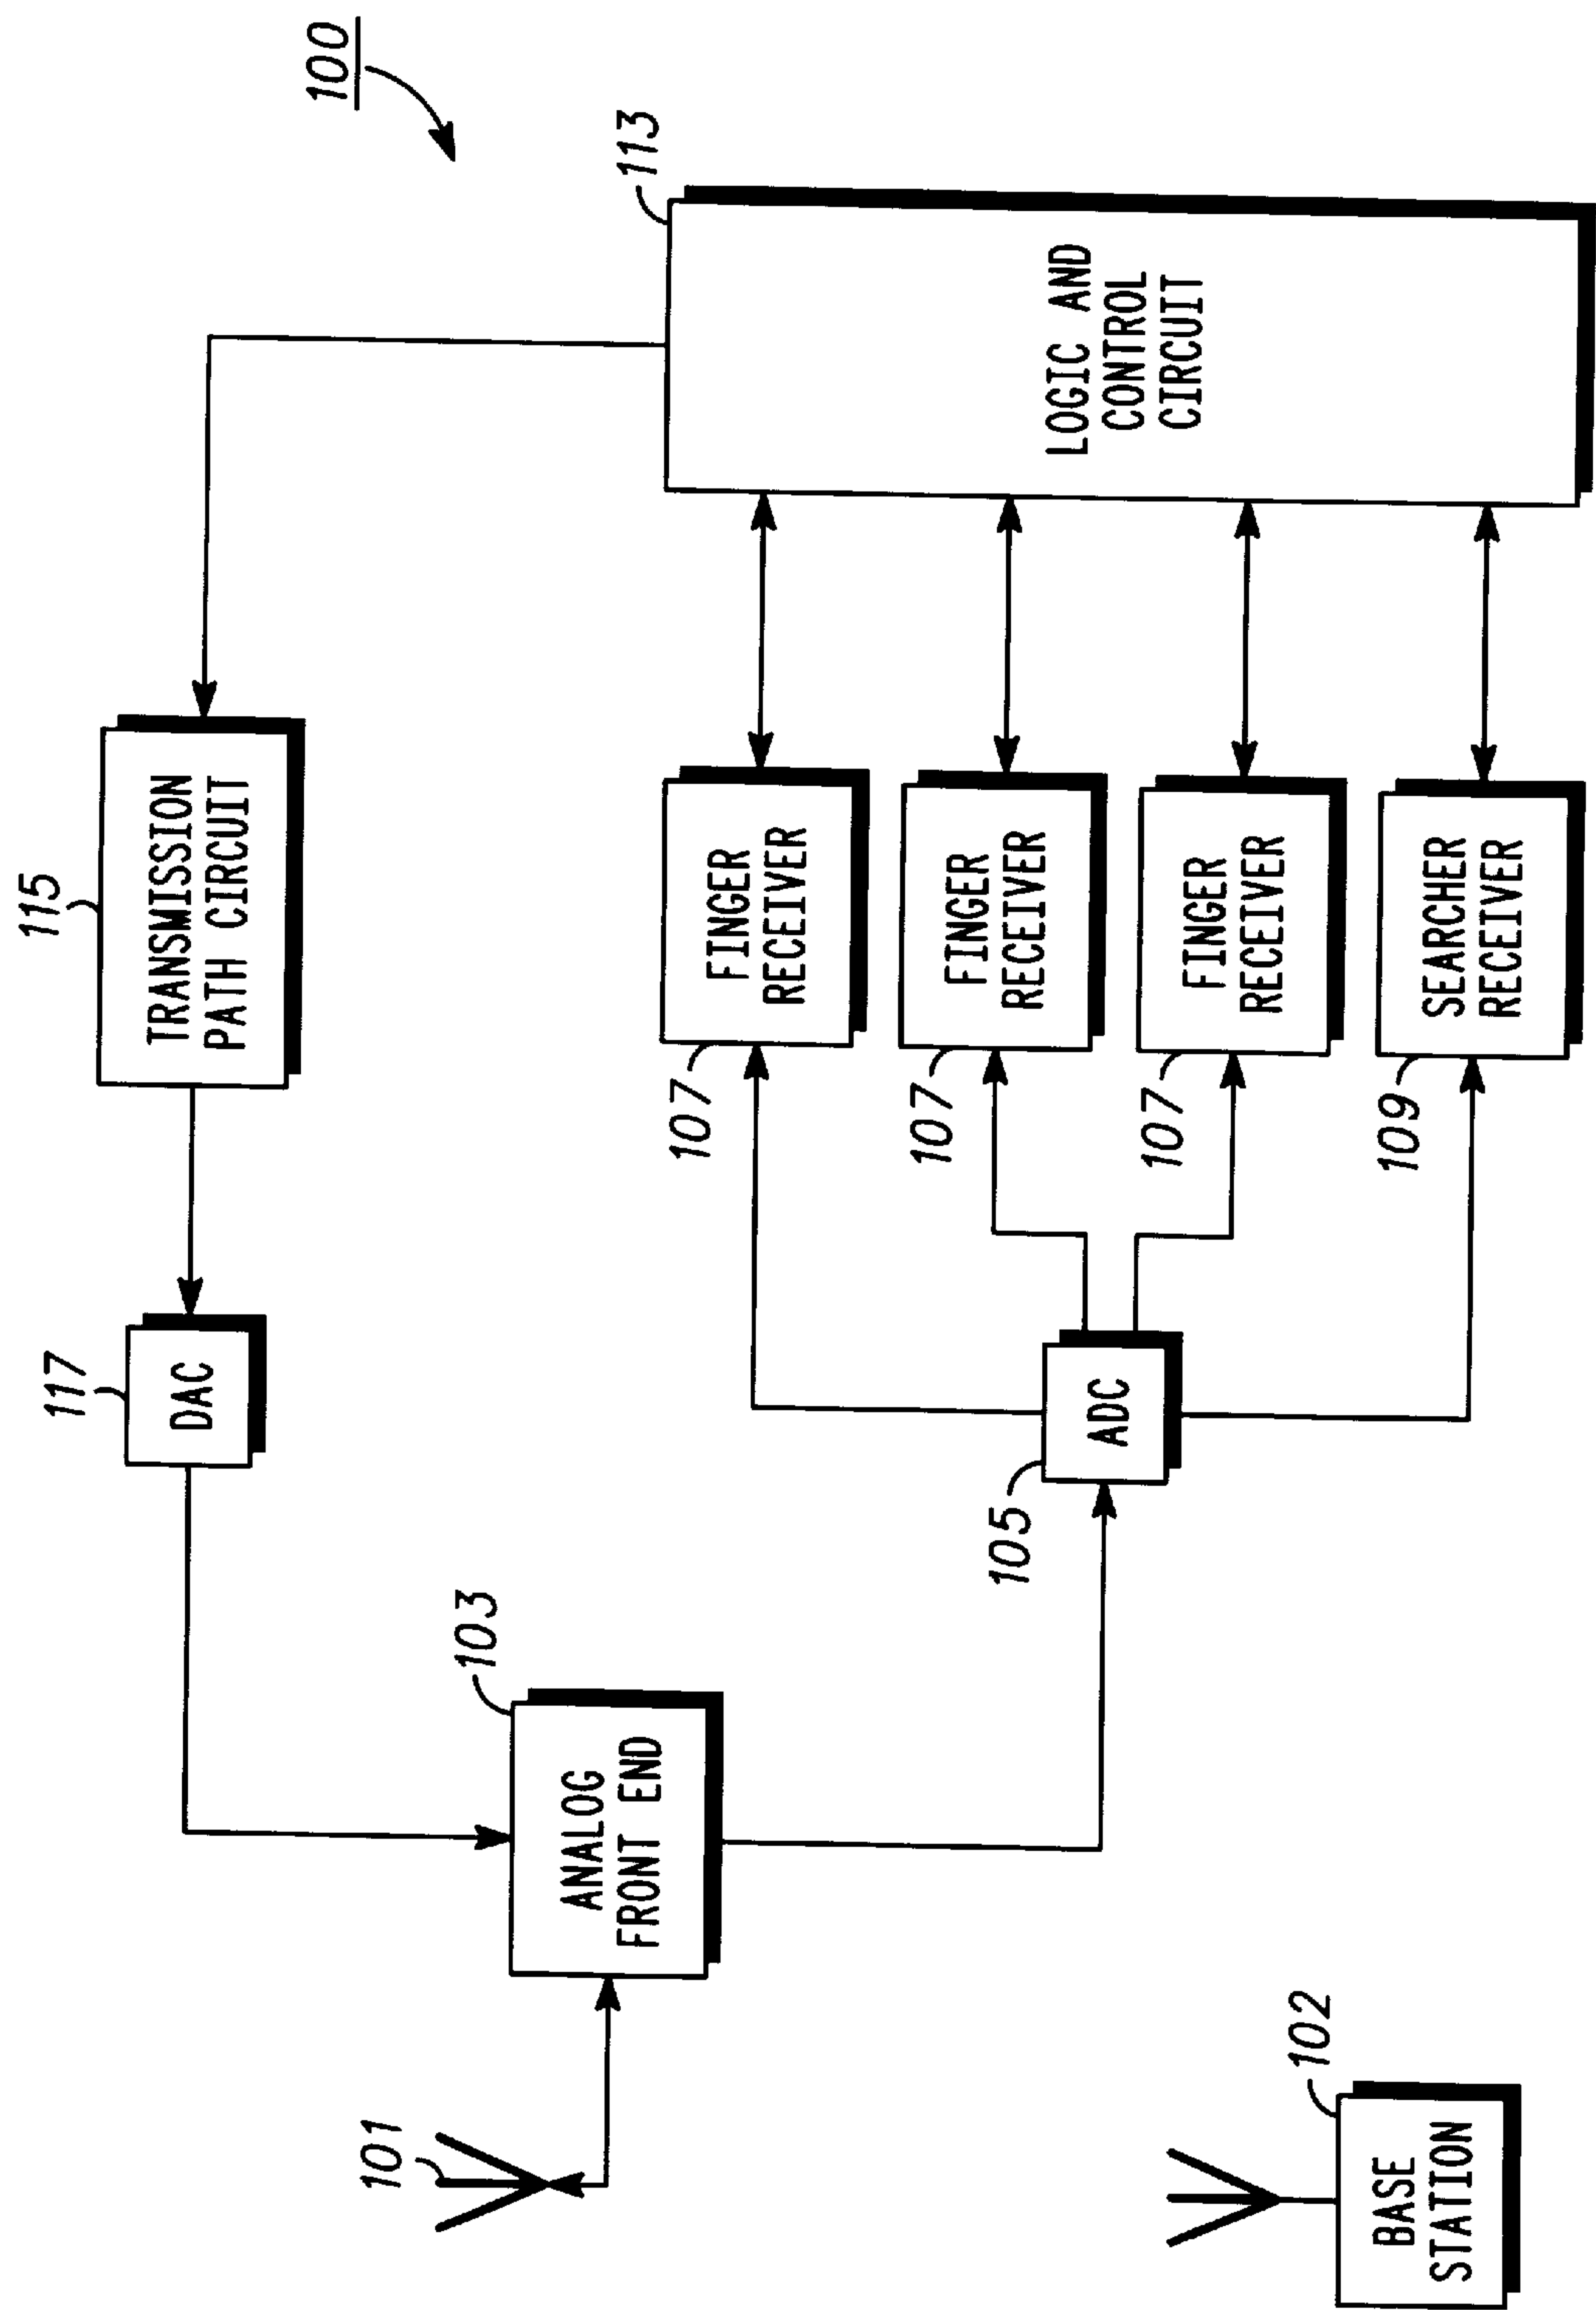 100
115
TRANSMISSION
PATH CIRCUIT
117
DAC
113
LOGIC AND
CONTROL
CIRCUIT
101
103
ANALOG
FRONT END
107
FINGER
RECEIVER
107
FINGER
RECEIVER
105
ADC
107
FINGER
RECEIVER
109
SEARCHER
RECEIVER
102
BASE
STATION